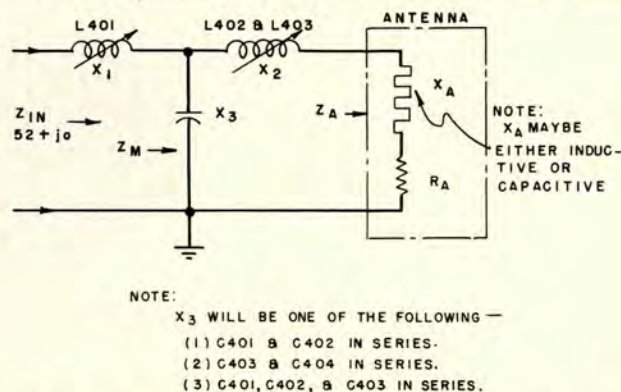 ANTENNA
L401
L402 & L403
X1
X2
X3
XA
ZA
ZIN
52 + jo
ZM
RA
NOTE:
XA MAYBE
EITHER INDUC-
TIVE OR
CAPACITIVE
NOTE:
X3 WILL BE ONE OF THE FOLLOWING —
(1) C401 & C402 IN SERIES.
(2) C403 & C404 IN SERIES.
(3) C401, C402, & C403 IN SERIES.